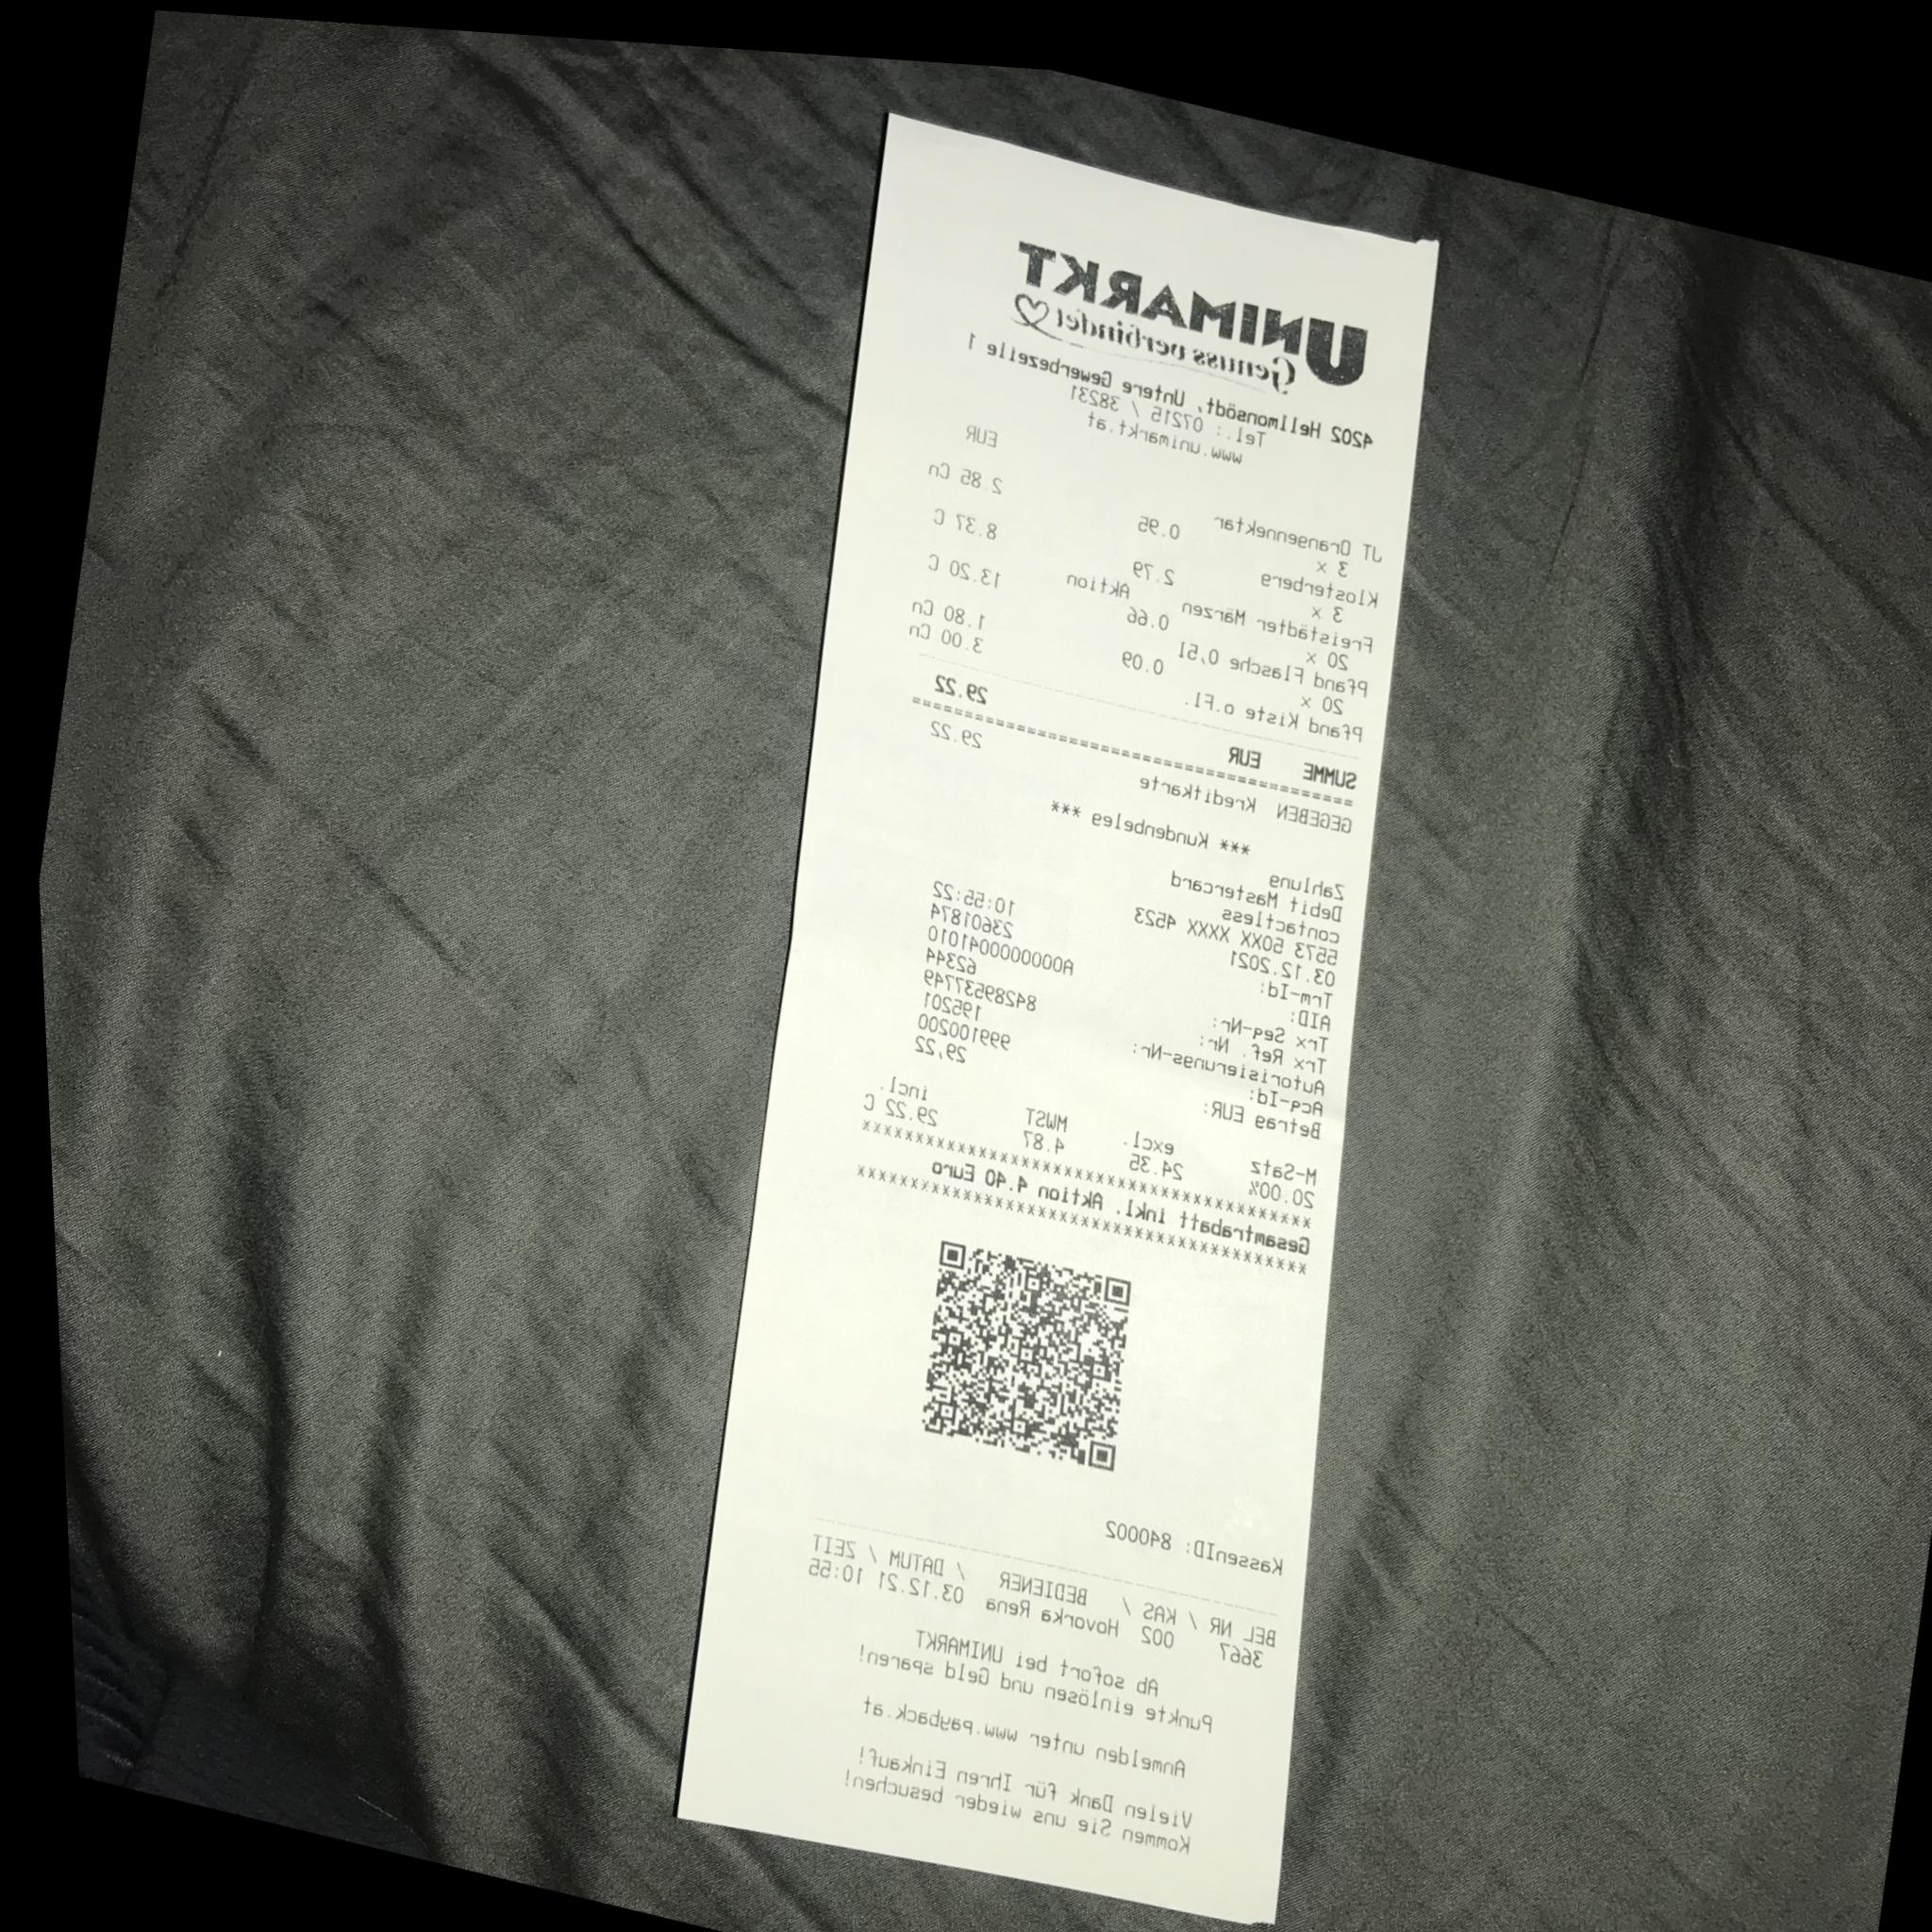 UNIMARKT
Genuss verbindet
4202 Hellmonsödt, Untere Gewerbezeile 1
Tel.: 07215 / 38231
www.unimarkt.at
EUR
JT Orangennektar
3 x 0.95 2.85 Cn
Klosterberg
3 x 2.79 8.37 C
Freistädter Märzen Aktion
20 x 0.66 13.20 C
Pfand Flasche 0,5l
20 x 0.09 1.80 Cn
Pfand Kiste o.Fl. 3.00 Cn
SUMME EUR 29.22
==========================================
GEGEBEN Kreditkarte 29.22
*** Kundenbeleg ***
Zahlung
Debit Mastercard
contactless
5573 50XX XXXX 4523
03.12.2021 10:55:22
Trm-Id: 23601874
AID: A0000000041010
Trx Seq-Nr: 62344
Trx Ref. Nr: 84289537749
Autorisierungs-Nr: 195201
Acq-Id: 999100200
Betrag EUR: 29,22
M-Satz excl. MWST incl.
20.00% 24.35 4.87 29.22 C
xxxxxxxxxxxxxxxxxxxxxxxxxxxxxxxxxxxxxxxxxx
Gesamtrabatt inkl. Aktion 4.40 Euro
xxxxxxxxxxxxxxxxxxxxxxxxxxxxxxxxxxxxxxxxxx
KassenID: 840002
BEL NR / KAS / BEDIENER / DATUM / ZEIT
3667 002 Hovorka Rena 03.12.21 10:55
Ab sofort bei UNIMARKT
Punkte einlösen und Geld sparen!
Anmelden unter www.payback.at
Vielen Dank für Ihren Einkauf!
Kommen Sie uns wieder besuchen!